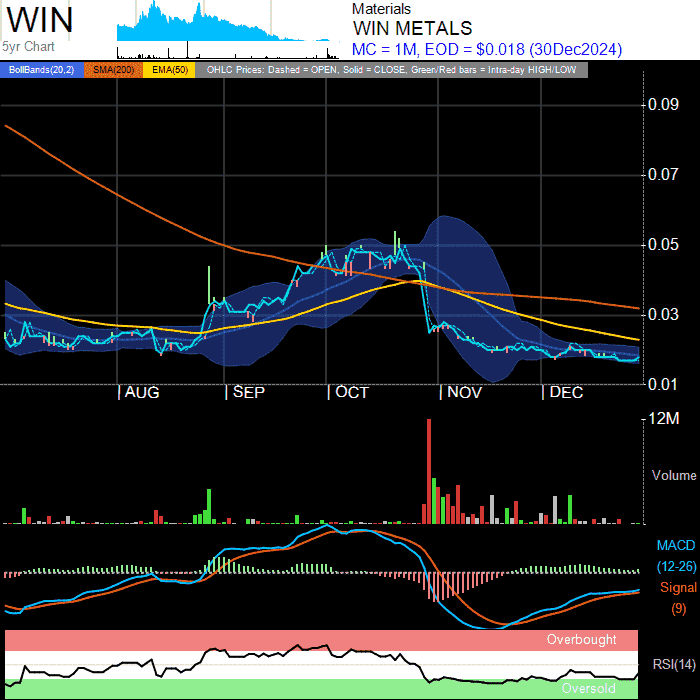 WIN
5yr Chart
Materials
WIN METALS
MC = 1M, EOD = $0.018 (30Dec2024)
BollBands(20,2) SMA(200) EMA(50) OHLC Prices: Dashed = OPEN, Solid = CLOSE, Green/Red bars = Intra-day HIGH/LOW
0.09
0.07
0.05
0.03
0.01
AUG SEP OCT NOV DEC
12M
Volume
MACD
(12-26)
Signal
(9)
Overbought
RSI(14)
Oversold